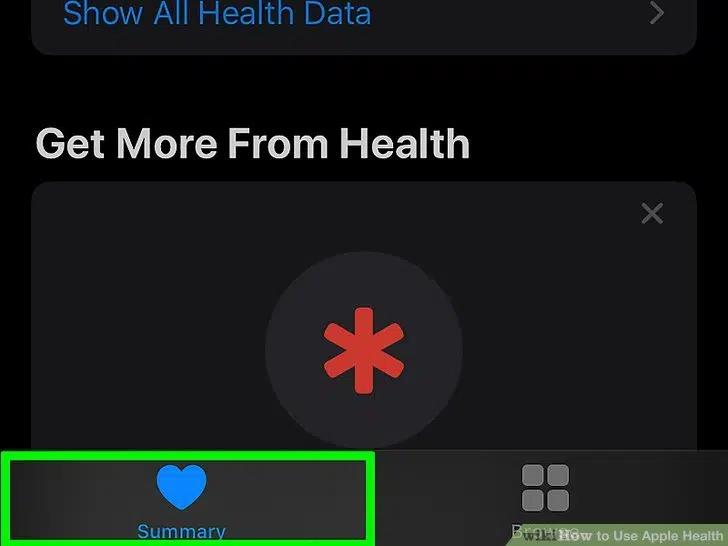 Show All Health Data
Get More From Health
Summary
Browse
wikiHow to Use Apple Health